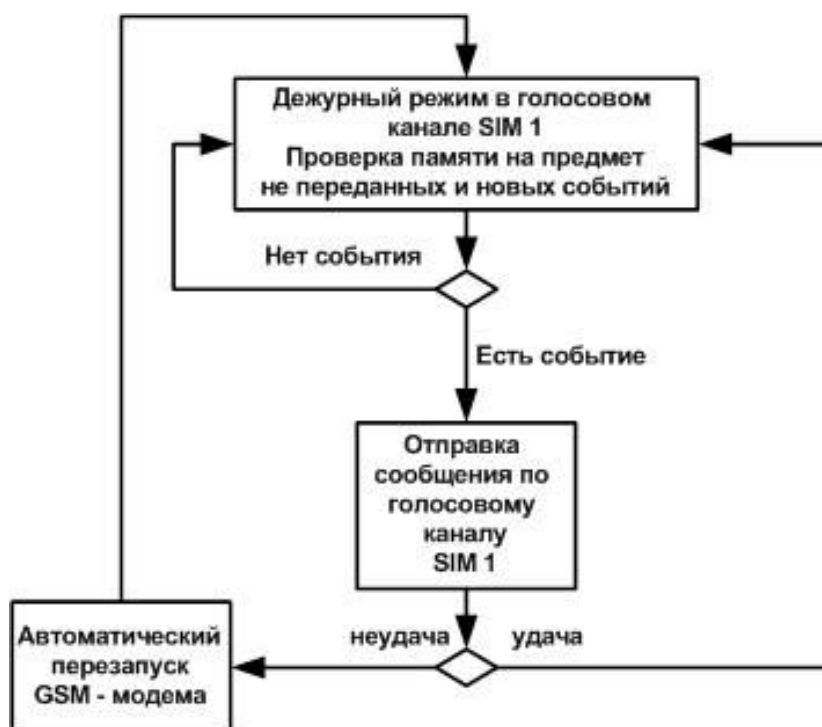 Дежурный режим в голосовом
канале SIM 1
Проверка памяти на предмет
не переданных и новых событий
Нет события
Есть событие
Отправка
сообщения по
голосовому
каналу
SIM 1
неудача
удача
Автоматический
перезапуск
GSM - модема